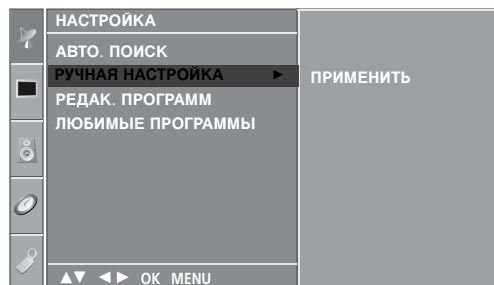 НАСТРОЙКА
АВТО. ПОИСК
РУЧНАЯ НАСТРОЙКА ► ПРИМЕНИТЬ
РЕДАК. ПРОГРАММ
ЛЮБИМЫЕ ПРОГРАММЫ
▲▼ ◄► OK MENU